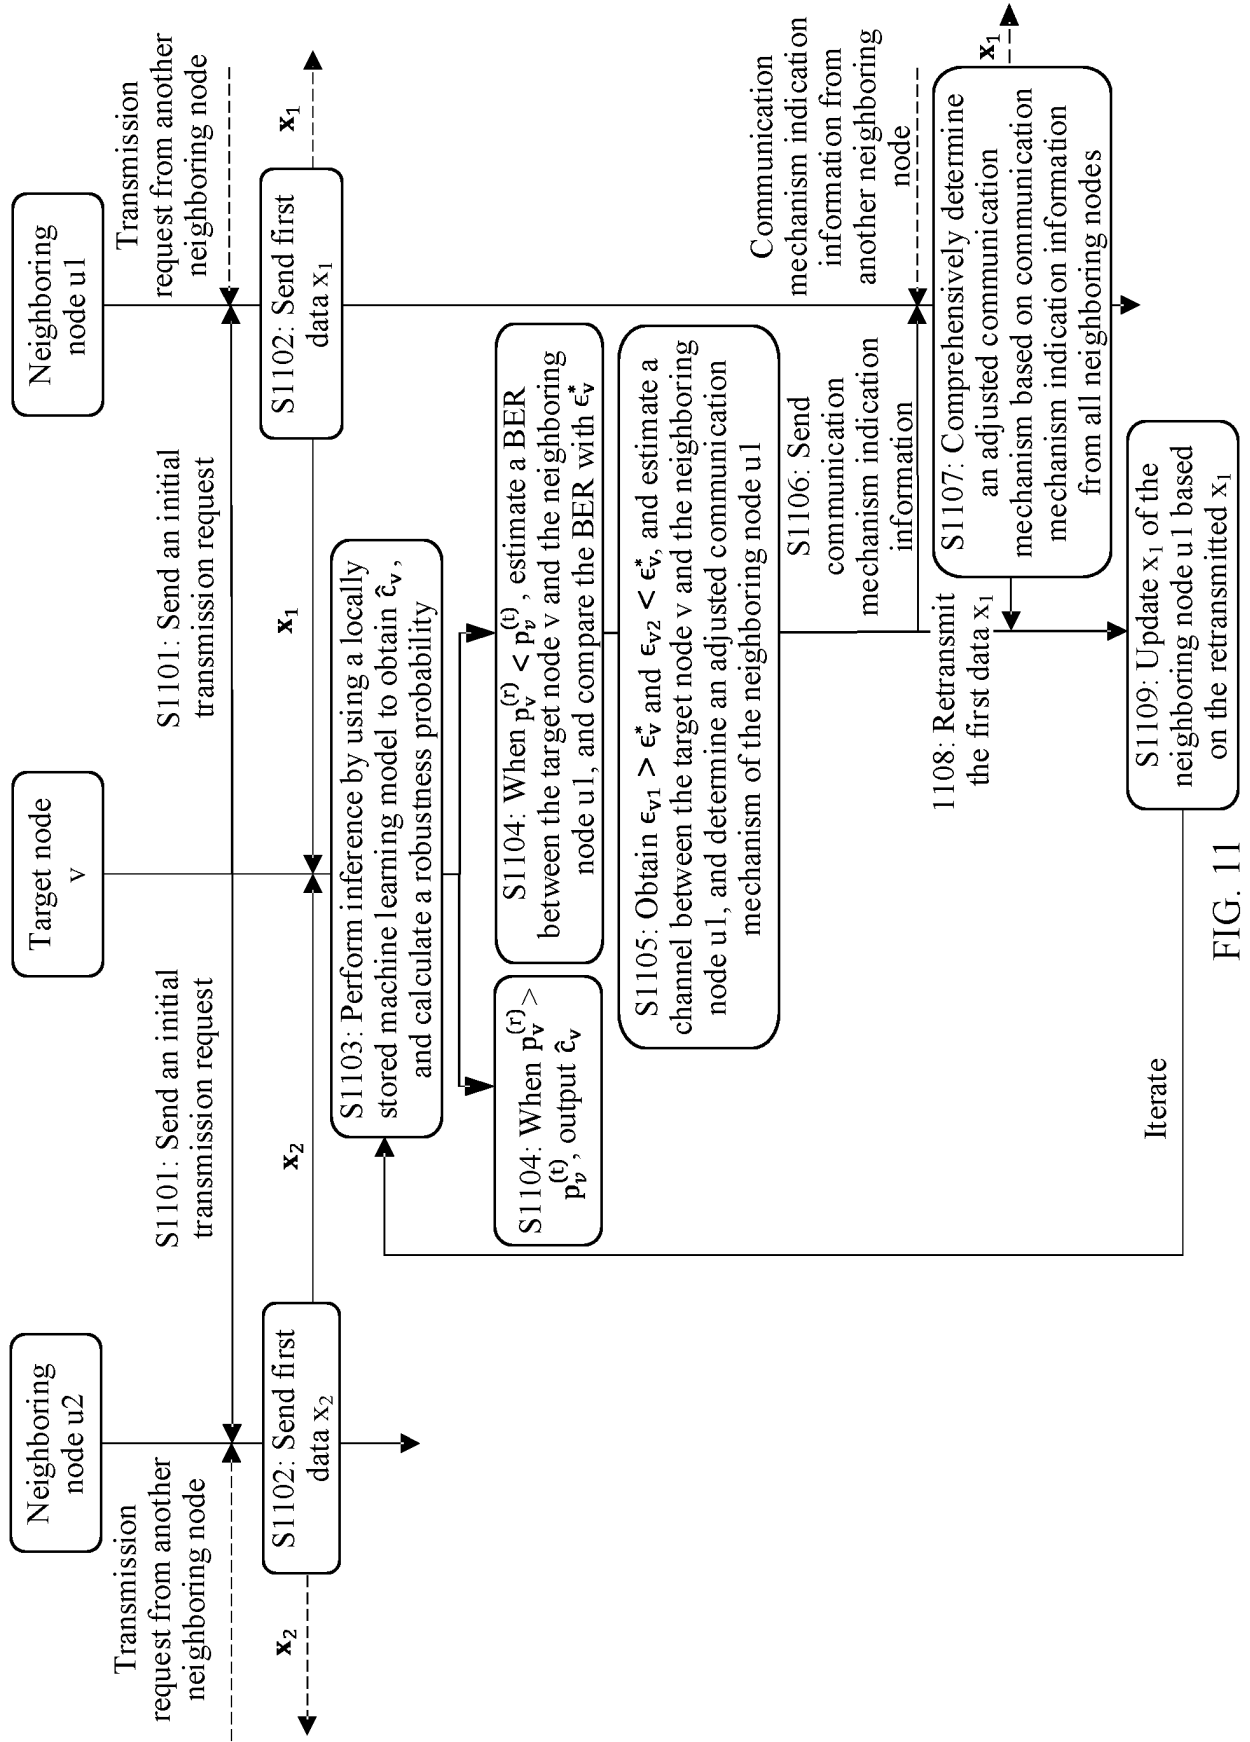 Neighboring
node u2
Target node
v
Neighboring
node u1
Transmission
request from another
neighboring node
S1101: Send an initial
transmission request
S1101: Send an initial
transmission request
Transmission
request from another
neighboring node
x₂
S1102: Send first
data x₂
x₂
x₁
S1102: Send first
data x₁
x₁
S1103: Perform inference by using a locally
stored machine learning model to obtain ĉᵥ,
and calculate a robustness probability
S1104: When pᵥ⁽ʳ⁾ >
pᵥ⁽ᵗ⁾, output ĉᵥ
S1104: When pᵥ⁽ʳ⁾ < pᵥ⁽ᵗ⁾, estimate a BER
between the target node v and the neighboring
node u1, and compare the BER with ϵᵥ*
S1105: Obtain ϵᵥ₁ > ϵᵥ* and ϵᵥ₂ < ϵᵥ*, and estimate a
channel between the target node v and the neighboring
node u1, and determine an adjusted communication
mechanism of the neighboring node u1
S1106: Send
communication
mechanism indication
information
Communication
mechanism indication
information from
another neighboring
node
S1107: Comprehensively determine
an adjusted communication
mechanism based on communication
mechanism indication information
from all neighboring nodes
x₁
1108: Retransmit
the first data x₁
S1109: Update x₁ of the
neighboring node u1 based
on the retransmitted x₁
Iterate
FIG. 11